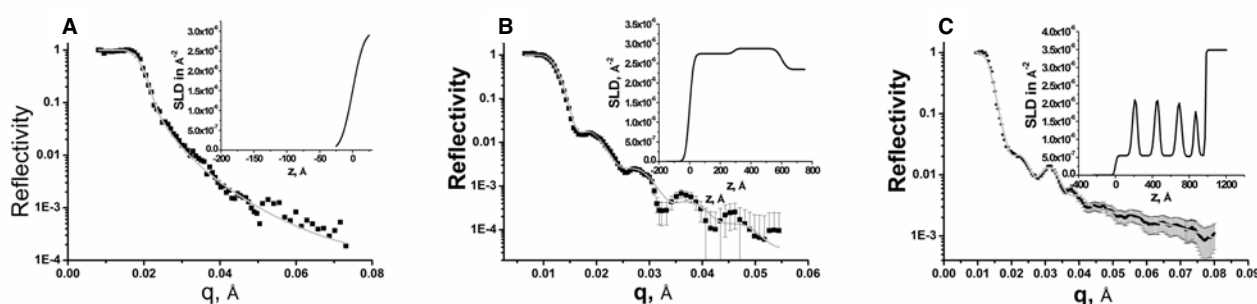 A
Reflectivity
1
0.1
0.01
1E-3
1E-4
0.00 0.02 0.04 0.06 0.08
q, Å
SLD in Å⁻²
3.0x10⁻⁶
2.5x10⁻⁶
2.0x10⁻⁶
1.5x10⁻⁶
1.0x10⁻⁶
5.0x10⁻⁷
0.0
-200 -150 -100 -50 0
z, Å
B
Reflectivity
1
0.1
0.01
1E-3
1E-4
0.01 0.02 0.03 0.04 0.05 0.06
q, Å
SLD, Å⁻²
3.5x10⁻⁶
3.0x10⁻⁶
2.5x10⁻⁶
2.0x10⁻⁶
1.5x10⁻⁶
1.0x10⁻⁶
5.0x10⁻⁷
0.0
-200 0 200 400 600 800
z, Å
z, Å
C
Reflectivity
1
0.1
0.01
1E-3
0.00 0.01 0.02 0.03 0.04 0.05 0.06 0.07 0.08 0.09
q, Å
SLD in Å⁻²
4.0x10⁻⁶
3.5x10⁻⁶
3.0x10⁻⁶
2.5x10⁻⁶
2.0x10⁻⁶
1.5x10⁻⁶
1.0x10⁻⁶
5.0x10⁻⁷
0.0
-400 0 400 800 1200
z, Å